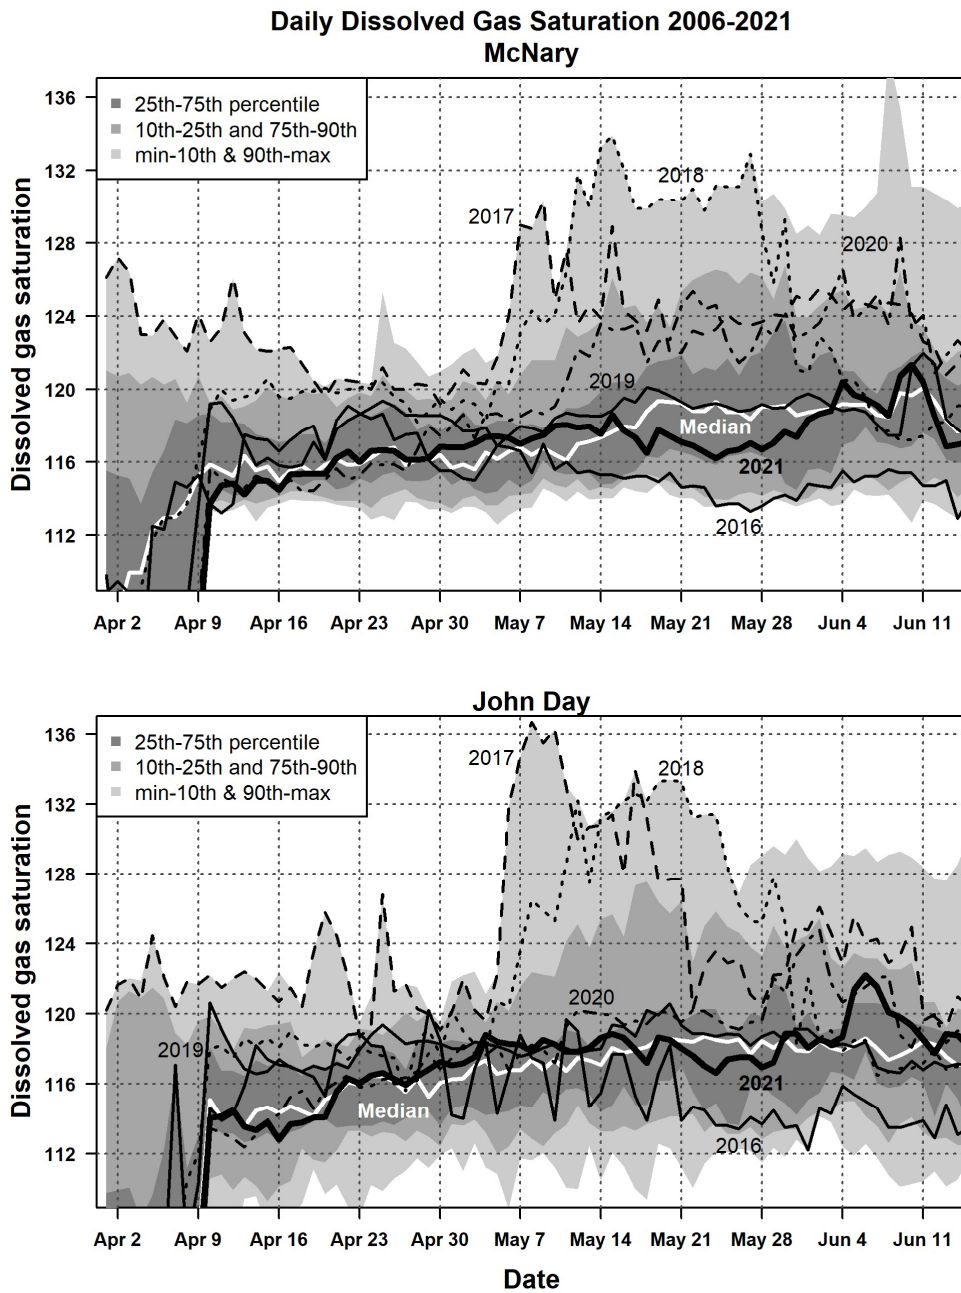 Daily Dissolved Gas Saturation 2006-2021
McNary
25th-75th percentile
10th-25th and 75th-90th
min-10th & 90th-max
Dissolved gas saturation
136
132
128
124
120
116
112
2017
2018
2020
2019
Median
2021
2016
Apr 2 Apr 9 Apr 16 Apr 23 Apr 30 May 7 May 14 May 21 May 28 Jun 4 Jun 11
John Day
25th-75th percentile
10th-25th and 75th-90th
min-10th & 90th-max
Dissolved gas saturation
136
132
128
124
120
116
112
2017
2018
2020
2019
2021
Median
2016
Apr 2 Apr 9 Apr 16 Apr 23 Apr 30 May 7 May 14 May 21 May 28 Jun 4 Jun 11
Date